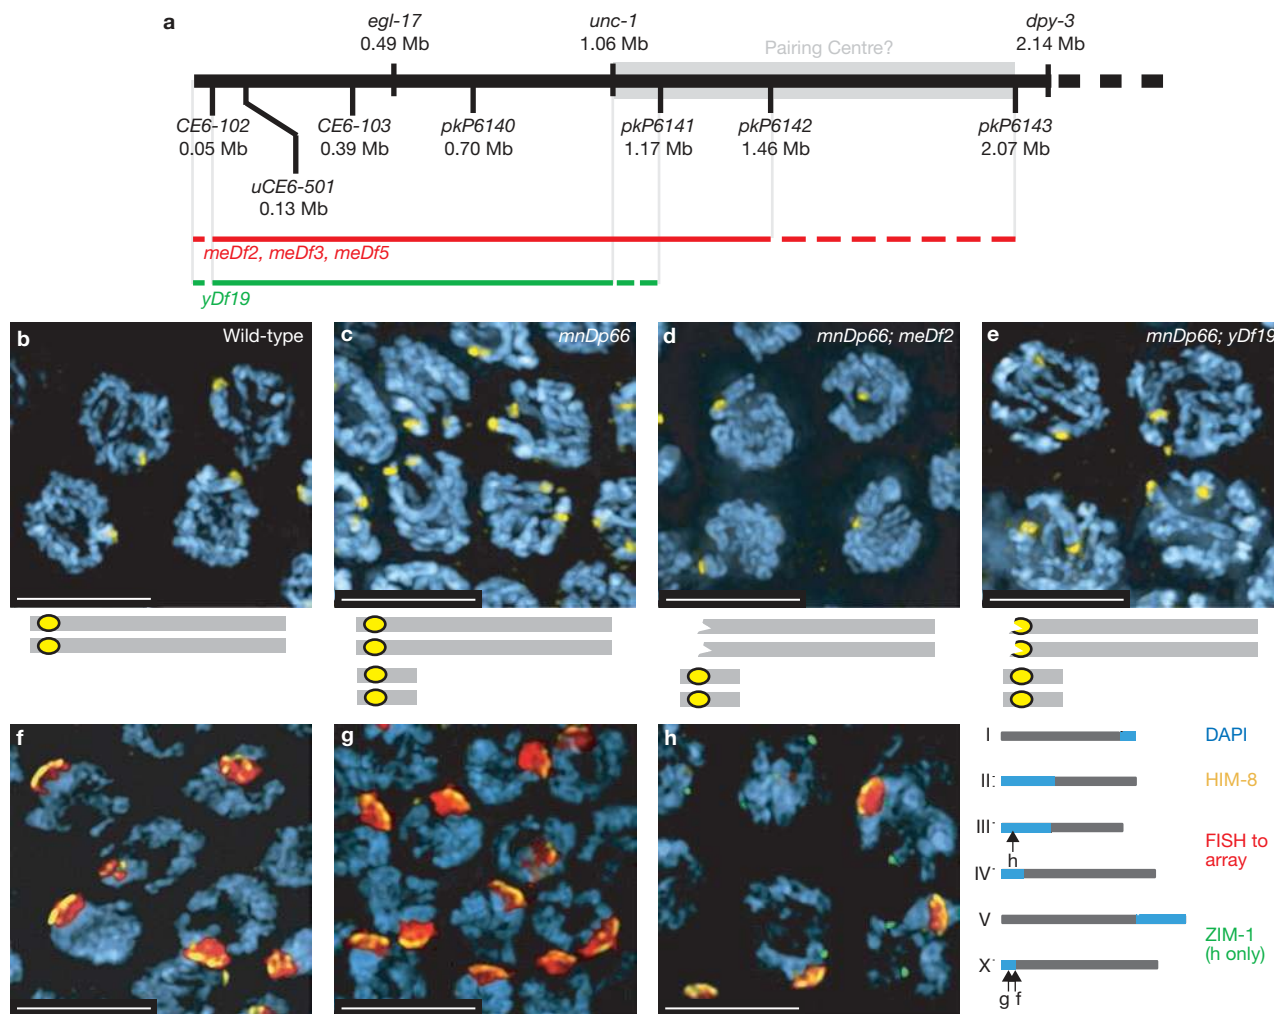 a
egl-17
0.49 Mb
unc-1
1.06 Mb
dpy-3
2.14 Mb
Pairing Centre?
CE6-102
0.05 Mb
CE6-103
0.39 Mb
pkP6140
0.70 Mb
pkP6141
1.17 Mb
pkP6142
1.46 Mb
pkP6143
2.07 Mb
uCE6-501
0.13 Mb
meDf2, meDf3, meDf5
yDf19
b Wild-type
c mnDp66
d mnDp66; meDf2
e mnDp66; yDf19
f
g
h
I
II
III
h
IV
V
X
g f
DAPI
HIM-8
FISH to
array
ZIM-1
(h only)